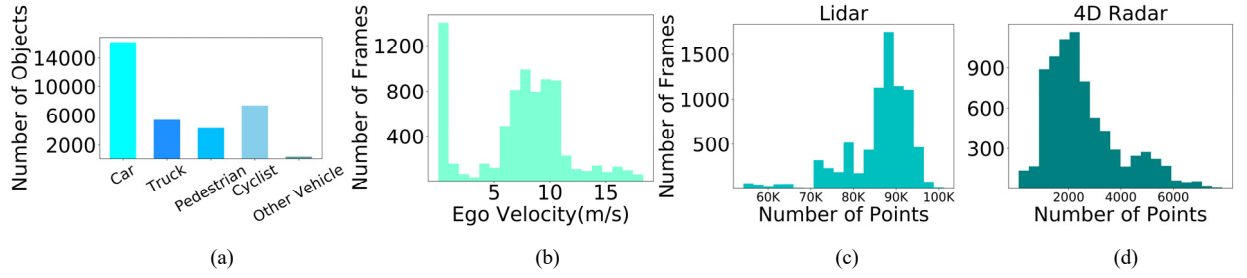 Number of Objects
14000
10000
6000
2000
Car
Truck
Pedestrian
Cyclist
Other Vehicle
(a)
Number of Frames
1200
800
400
5
10
15
Ego Velocity(m/s)
(b)
Lidar
Number of Frames
1500
1000
500
60K
70K
80K
90K
100K
Number of Points
(c)
4D Radar
900
600
300
2000
4000
6000
Number of Points
(d)